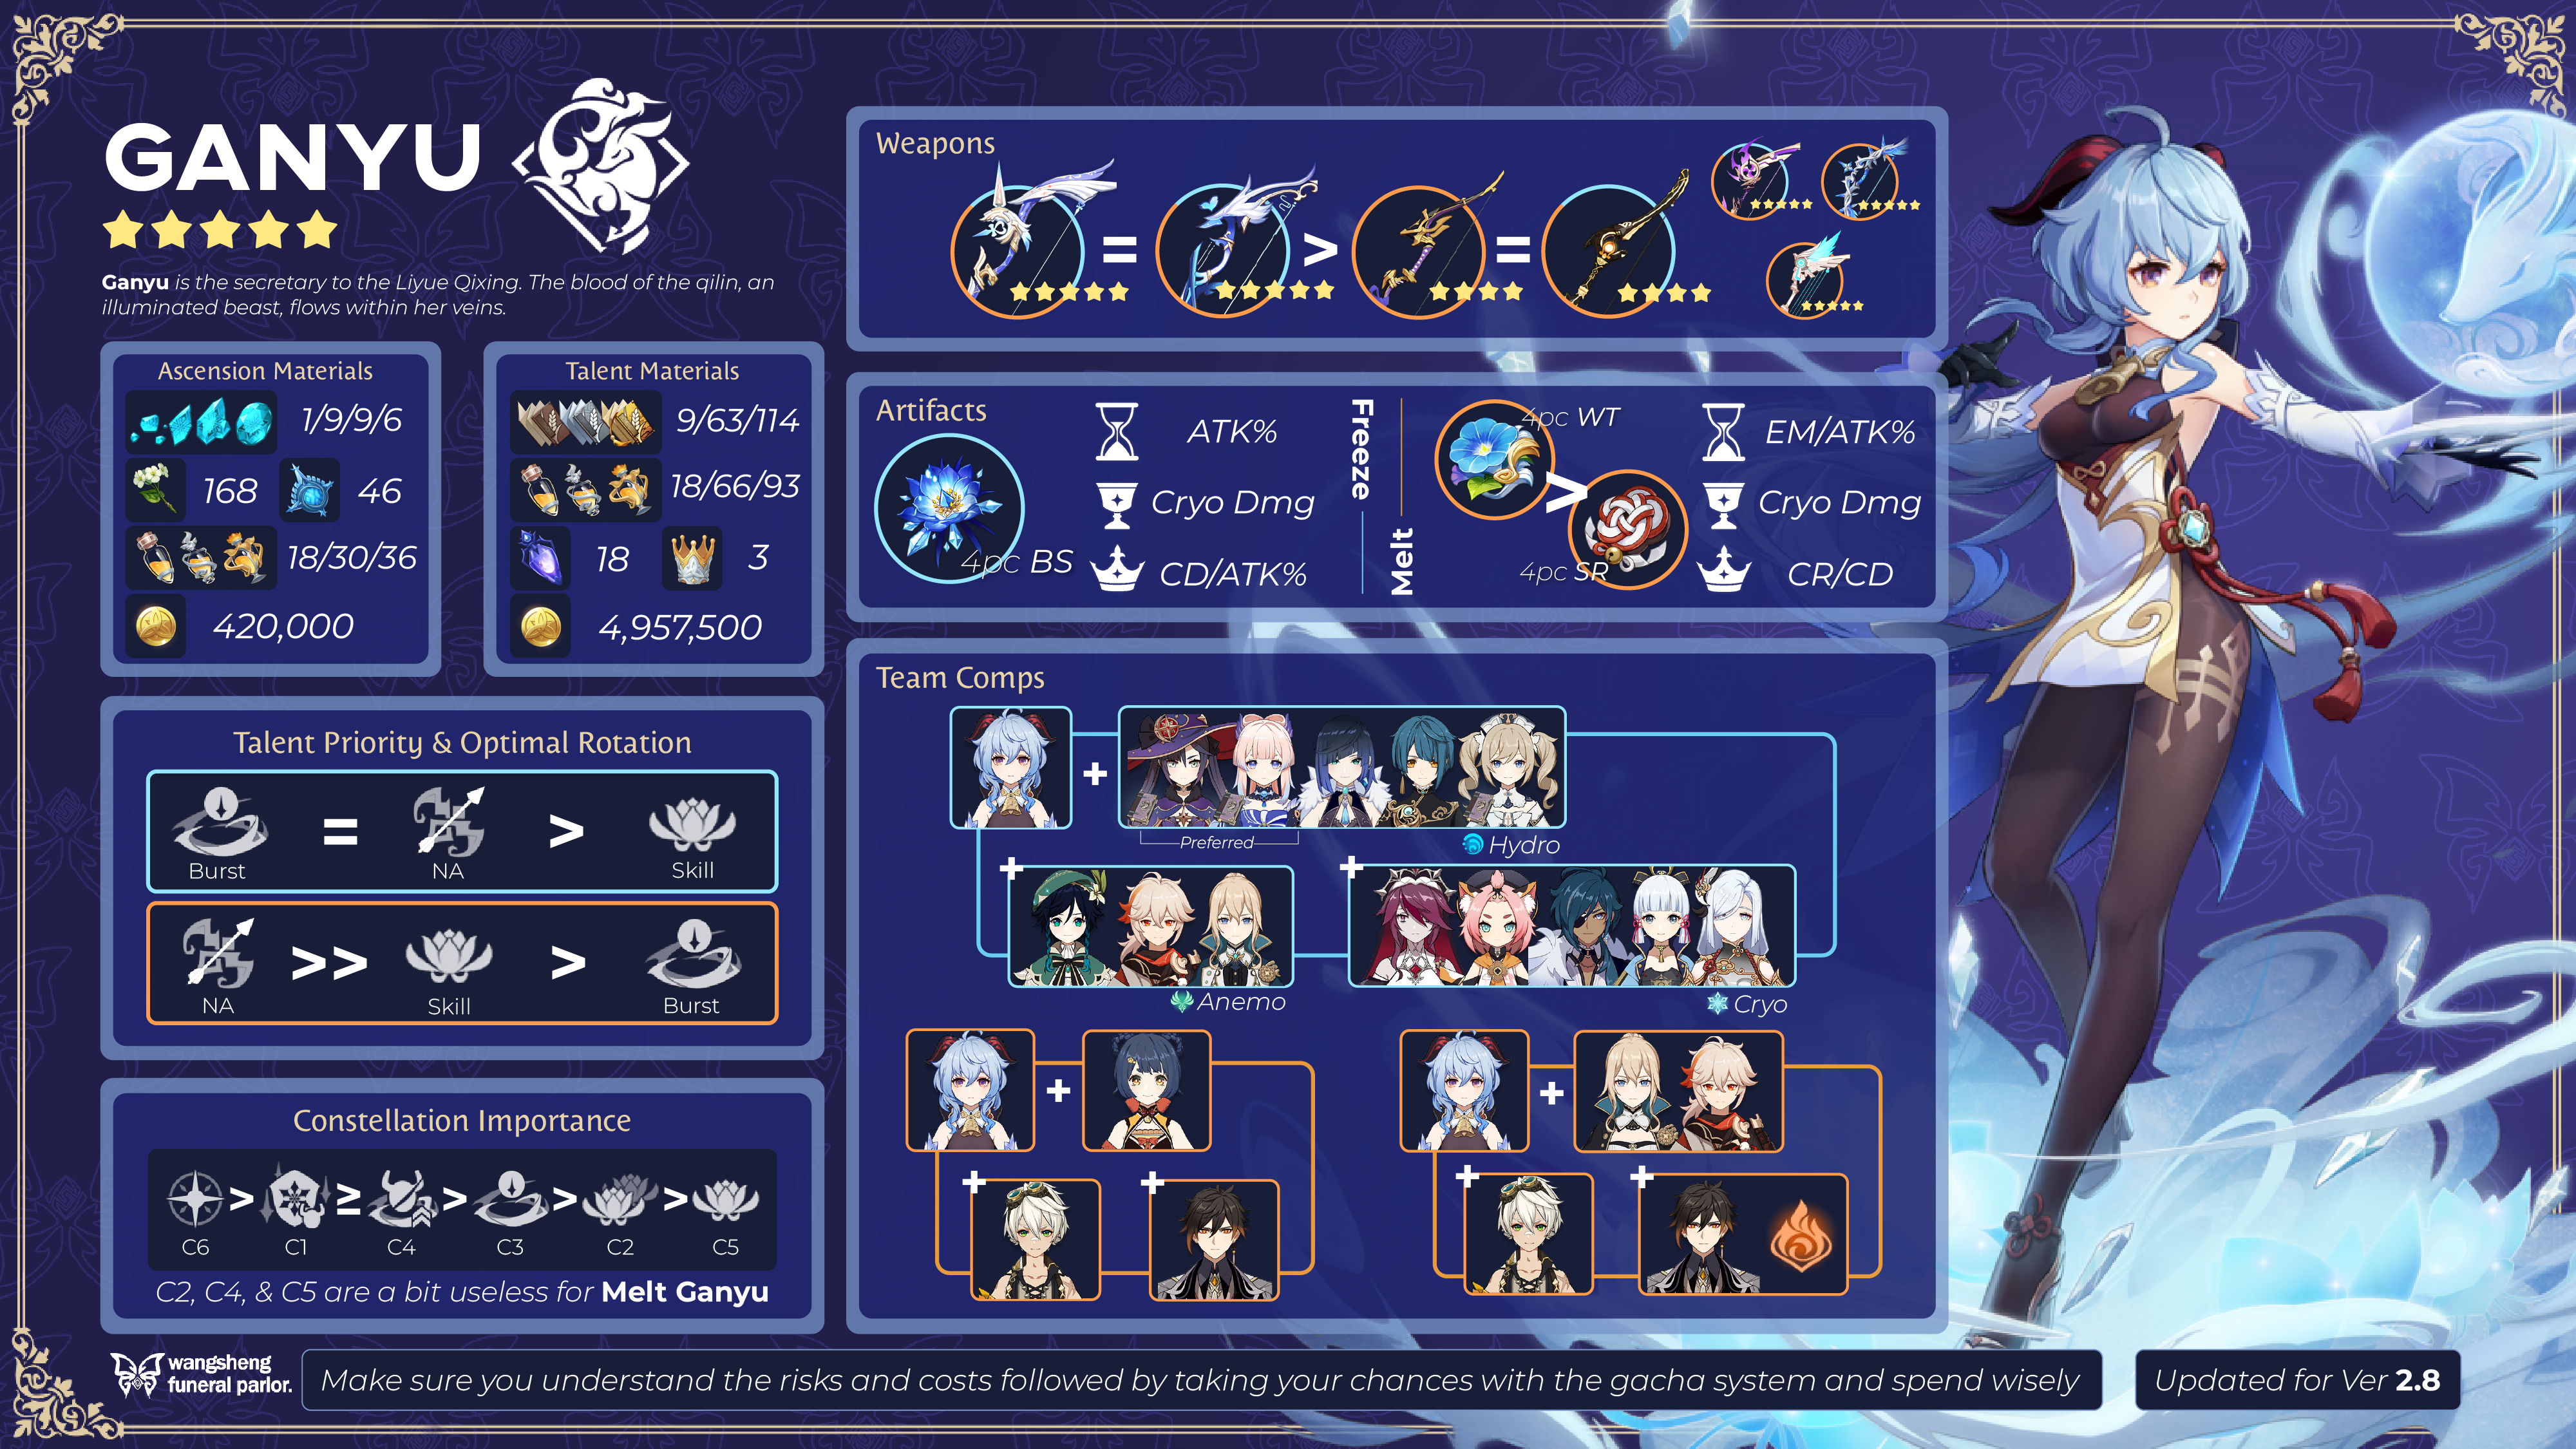 GANYU
Ganyu is the secretary to the Liyue Qixing. The blood of the qilin, an
illuminated beast, flows within her veins.
Ascension Materials
1/9/9/6
168 46
18/30/36
420,000
Talent Materials
9/63/114
18/66/93
18 3
4,957,500
Talent Priority & Optimal Rotation
= >
Burst NA Skill
>> >
NA Skill Burst
Constellation Importance
> ≥ > > >
C6 C1 C4 C3 C2 C5
C2, C4, & C5 are a bit useless for Melt Ganyu
Weapons
= > =
Artifacts
4pc BS
ATK%
Cryo Dmg
CD/ATK%
Freeze
Melt
4pc WT
>
4pc SR
EM/ATK%
Cryo Dmg
CR/CD
Team Comps
+
Preferred
Hydro
+ +
Anemo
Cryo
+ +
+ + + +
wangsheng
funeral parlor.
Make sure you understand the risks and costs followed by taking your chances with the gacha system and spend wisely
Updated for Ver 2.8